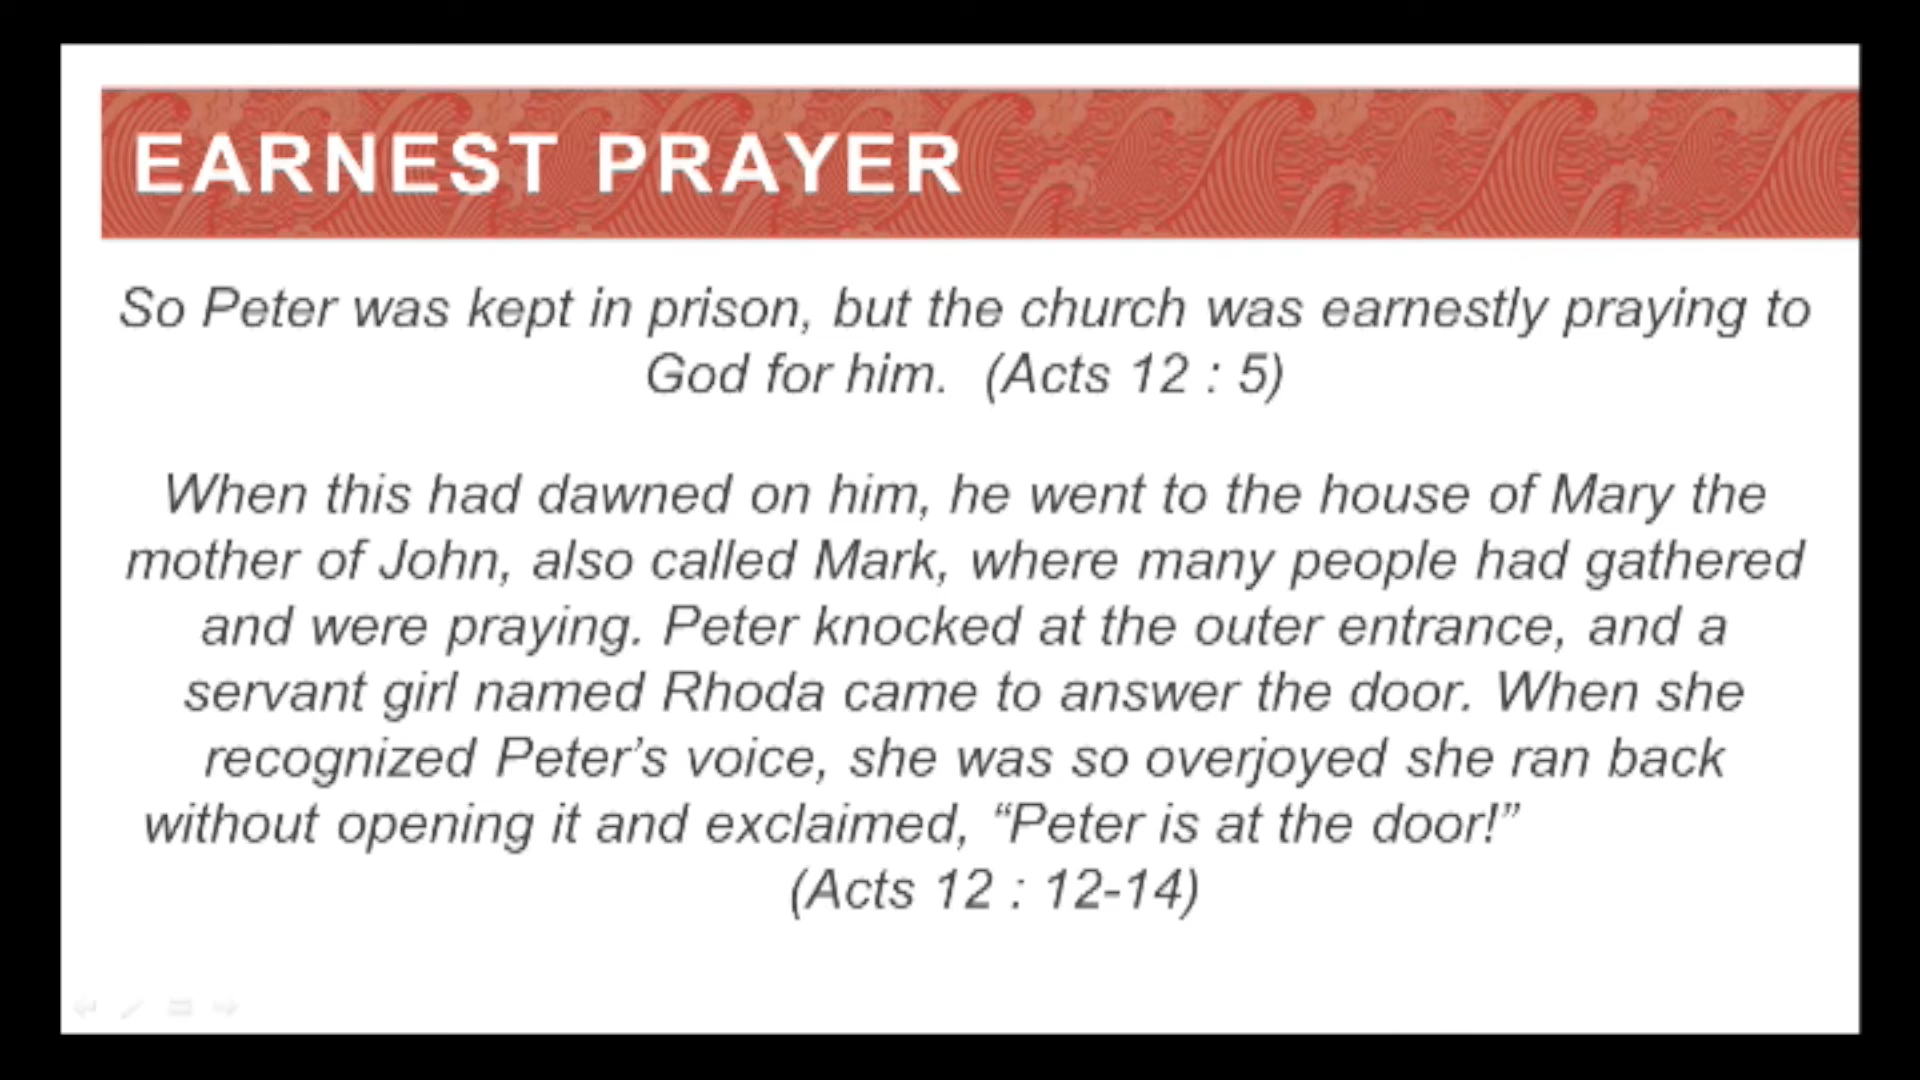 EARNEST PRAYER
So Peter was kept in prison, but the church was earnestly praying to
God for him. (Acts 12 : 5)
When this had dawned on him, he went to the house of Mary the
mother of John, also called Mark, where many people had gathered
and were praying. Peter knocked at the outer entrance, and a
servant girl named Rhoda came to answer the door. When she
recognized Peter’s voice, she was so overjoyed she ran back
without opening it and exclaimed, “Peter is at the door!”
(Acts 12 : 12-14)